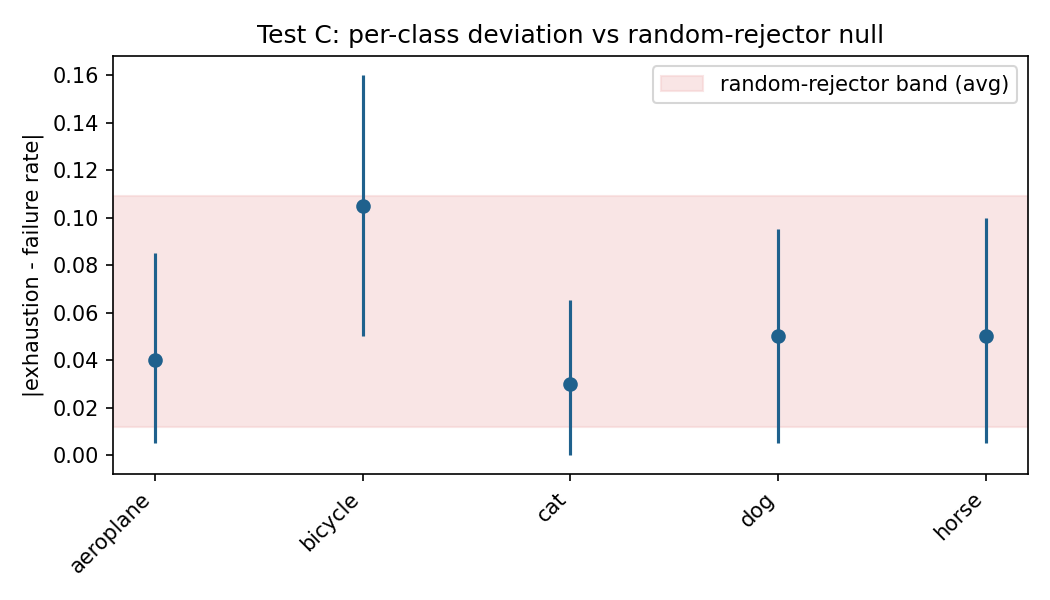 Test C: per-class deviation vs random-rejector null
random-rejector band (avg)
|exhaustion - failure rate|
0.16
0.14
0.12
0.10
0.08
0.06
0.04
0.02
0.00
aeroplane
bicycle
cat
dog
horse